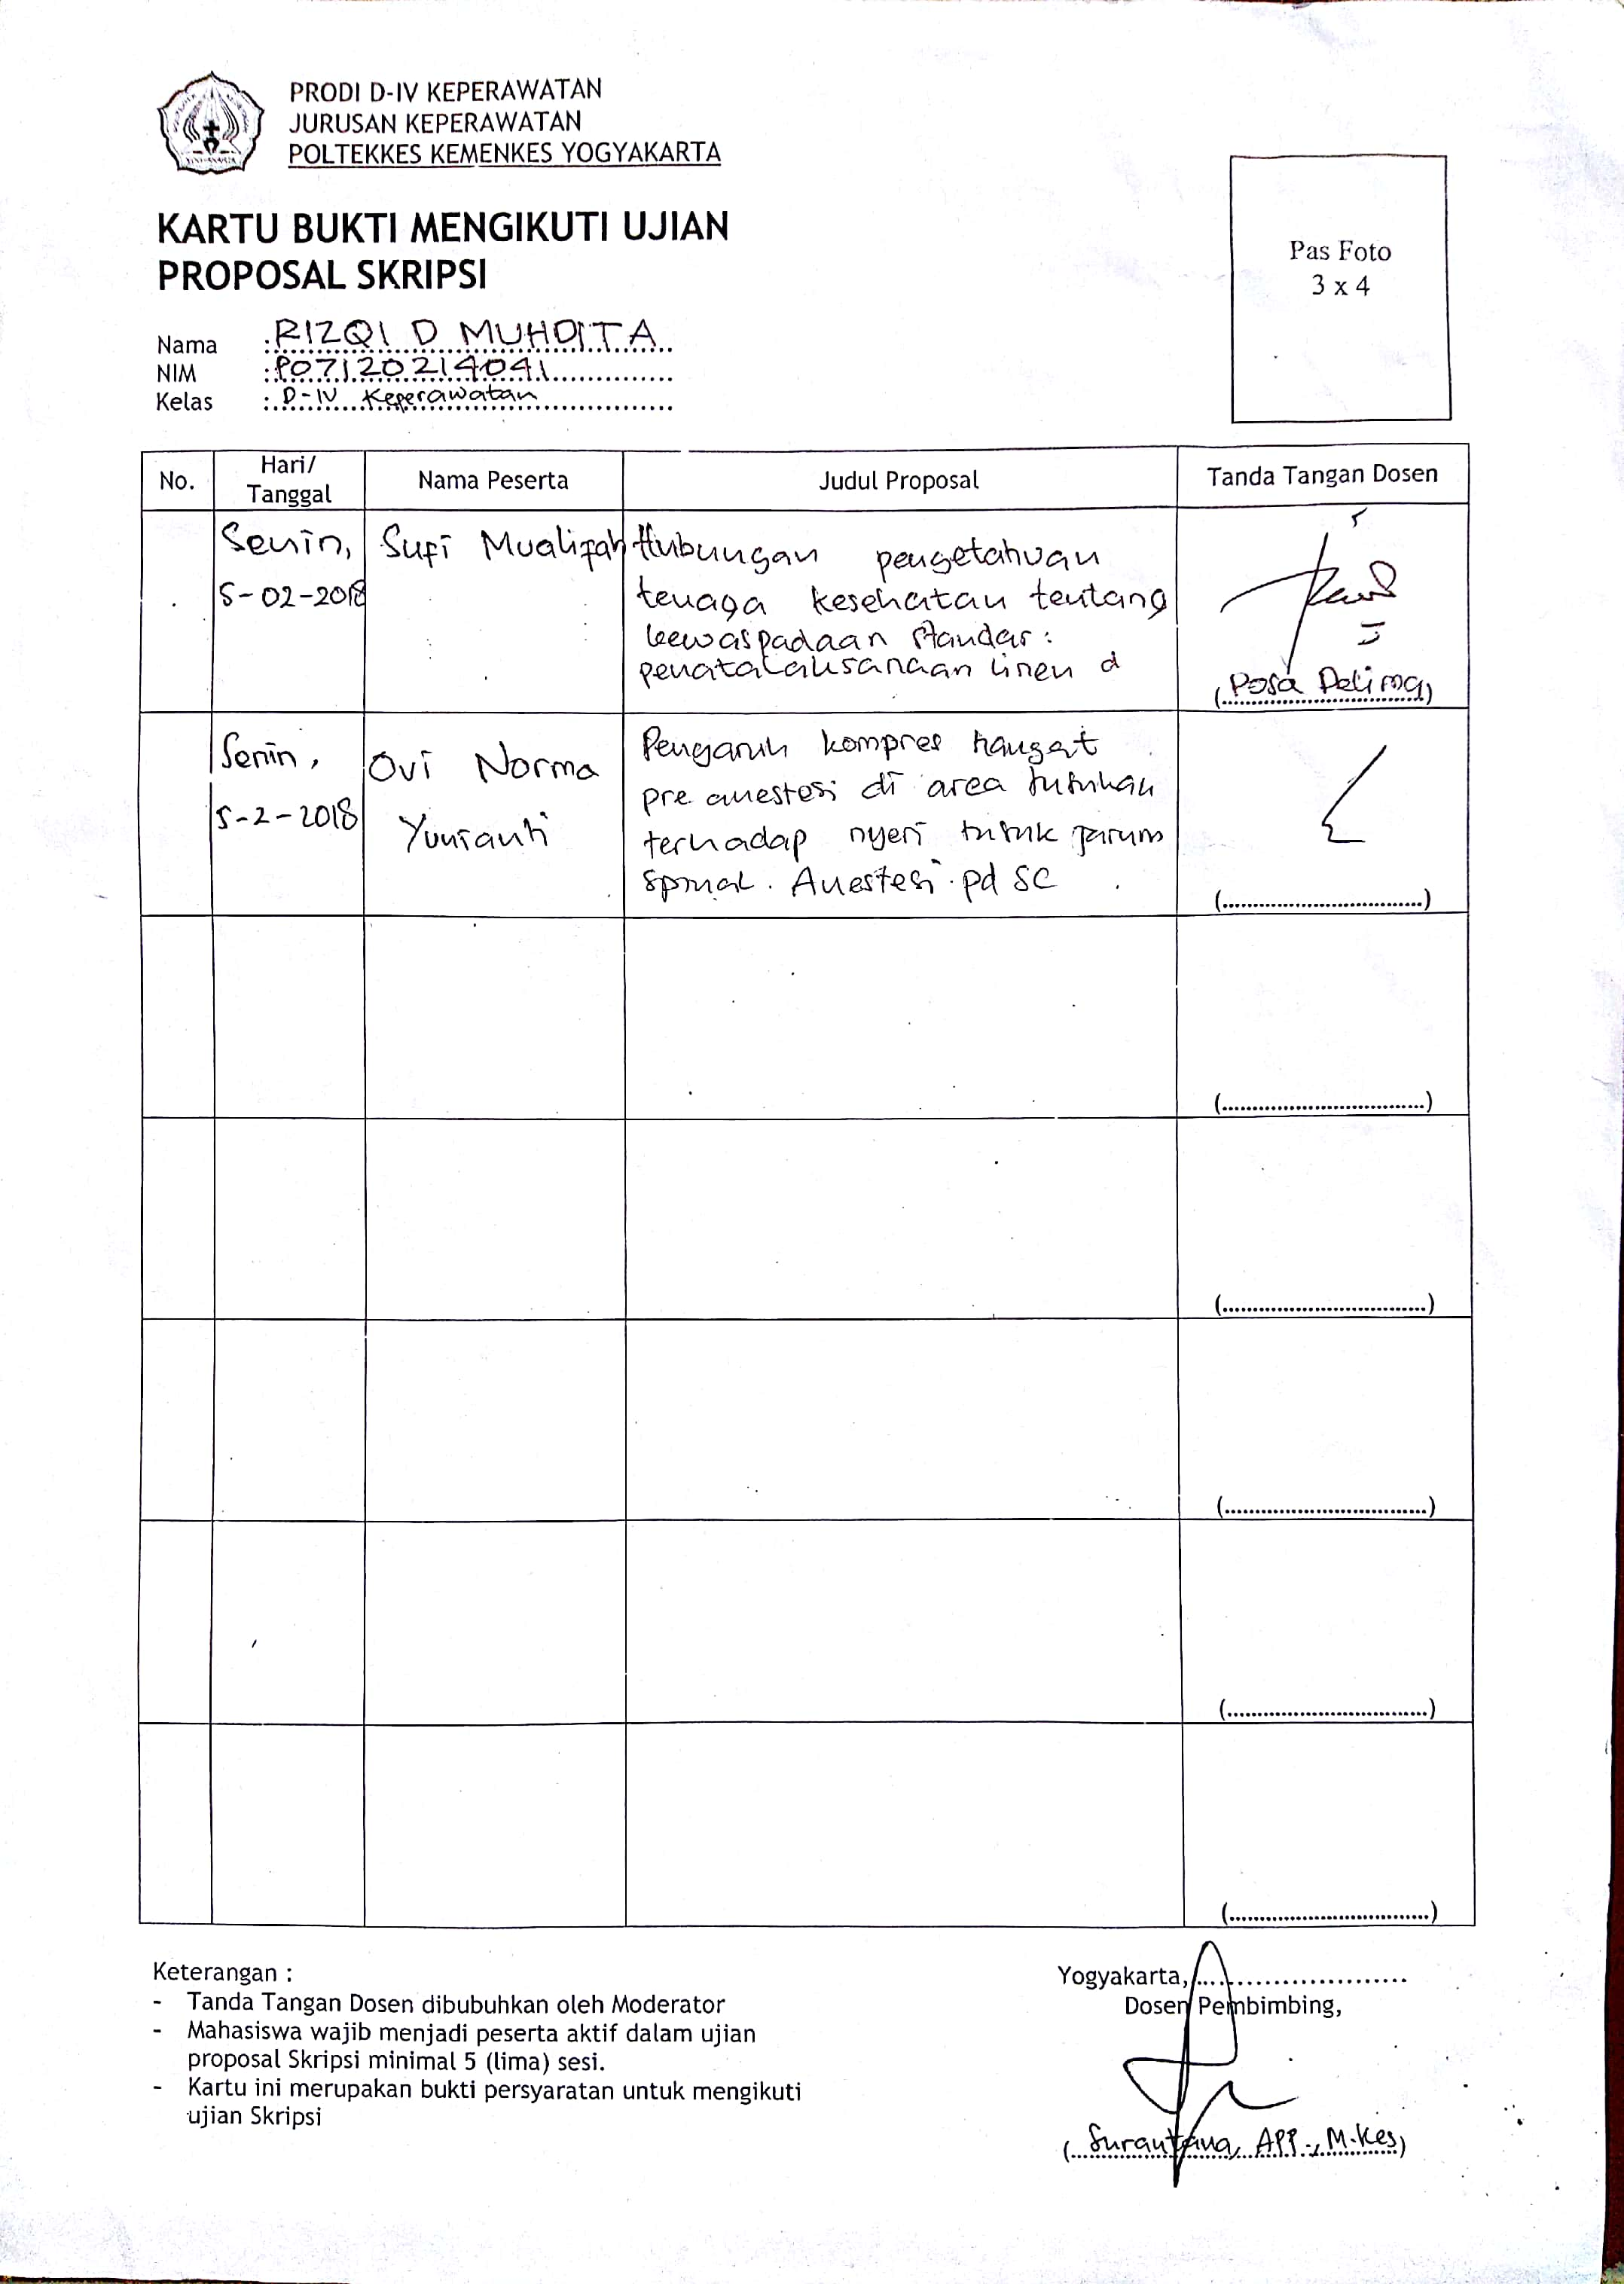 PRODI D-IV KEPERAWATAN
JURUSAN KEPERAWATAN
POLTEKKES KEMENKES YOGYAKARTA
KARTU BUKTI MENGIKUTI UJIAN
PROPOSAL SKRIPSI
Pas Foto
3 x 4
Nama : RIZQI D MUHDITA
NIM : P07120214041
Kelas : D-IV Keperawatan
No. Hari/ Tanggal Nama Peserta Judul Proposal Tanda Tangan Dosen
Senin, Sufi Mualifah Hubungan pengetahuan
5-02-2018 tenaga kesehatan tentang
kewaspadaan standar :
penatalaksanaan linen d
(Rosa Delima)
Senin, Ovi Norma Pengaruh kompres hangat
5-2-2018 Yunianti pre anestesi di area tusukan
terhadap nyeri tusuk jarum
spinal. Anestesi pd SC
(.................................)
(.................................)
(.................................)
(.................................)
(.................................)
(.................................)
Keterangan :
- Tanda Tangan Dosen dibubuhkan oleh Moderator
- Mahasiswa wajib menjadi peserta aktif dalam ujian
proposal Skripsi minimal 5 (lima) sesi.
- Kartu ini merupakan bukti persyaratan untuk mengikuti
ujian Skripsi
Yogyakarta,..............................
Dosen Pembimbing,
(Surantana, APP., M.Kes)